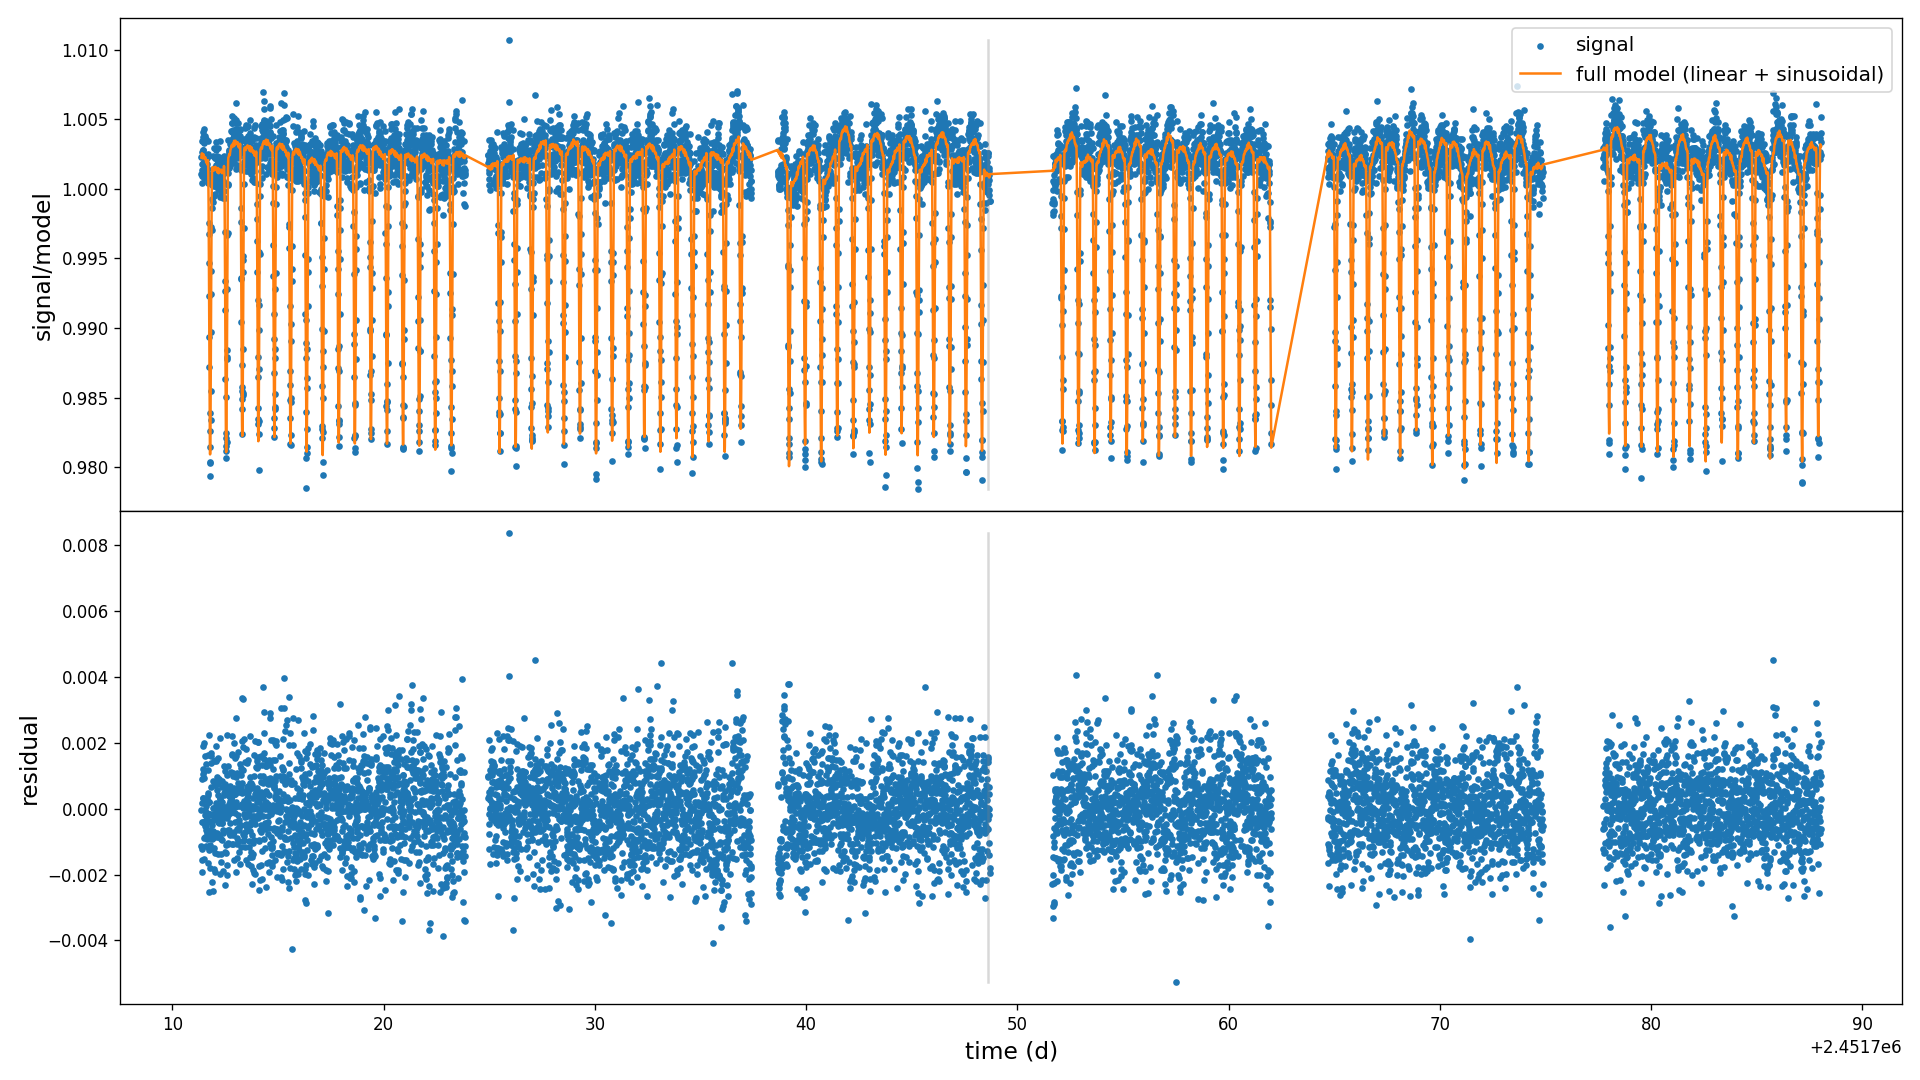 signal/model
1.010
1.005
1.000
0.995
0.990
0.985
0.980
signal
full model (linear + sinusoidal)
residual
0.008
0.006
0.004
0.002
0.000
−0.002
−0.004
10 20 30 40 50 60 70 80 90
time (d)
+2.4517e6